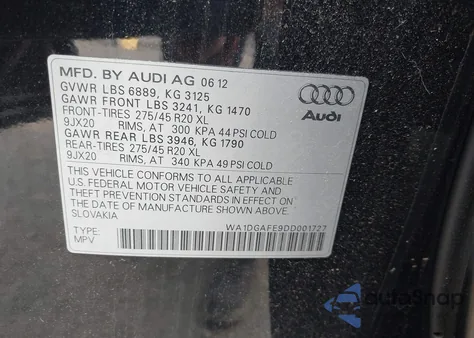 MFD. BY AUDI AG 06 12
GVWR LBS 6889, KG 3125
GAWR FRONT LBS 3241, KG 1470
FRONT-TIRES 275/45 R20 XL
9JX20 RIMS, AT 300 KPA 44 PSI COLD
GAWR REAR LBS 3946, KG 1790
REAR-TIRES 275/45 R20 XL
9JX20 RIMS, AT 340 KPA 49 PSI COLD
THIS VEHICLE CONFORMS TO ALL APPLICABLE
U.S. FEDERAL MOTOR VEHICLE SAFETY AND
THEFT PREVENTION STANDARDS IN EFFECT ON
THE DATE OF MANUFACTURE SHOWN ABOVE.
SLOVAKIA
TYPE:
MPV
WA1DGAFE9DD001727
Audi
autosnap